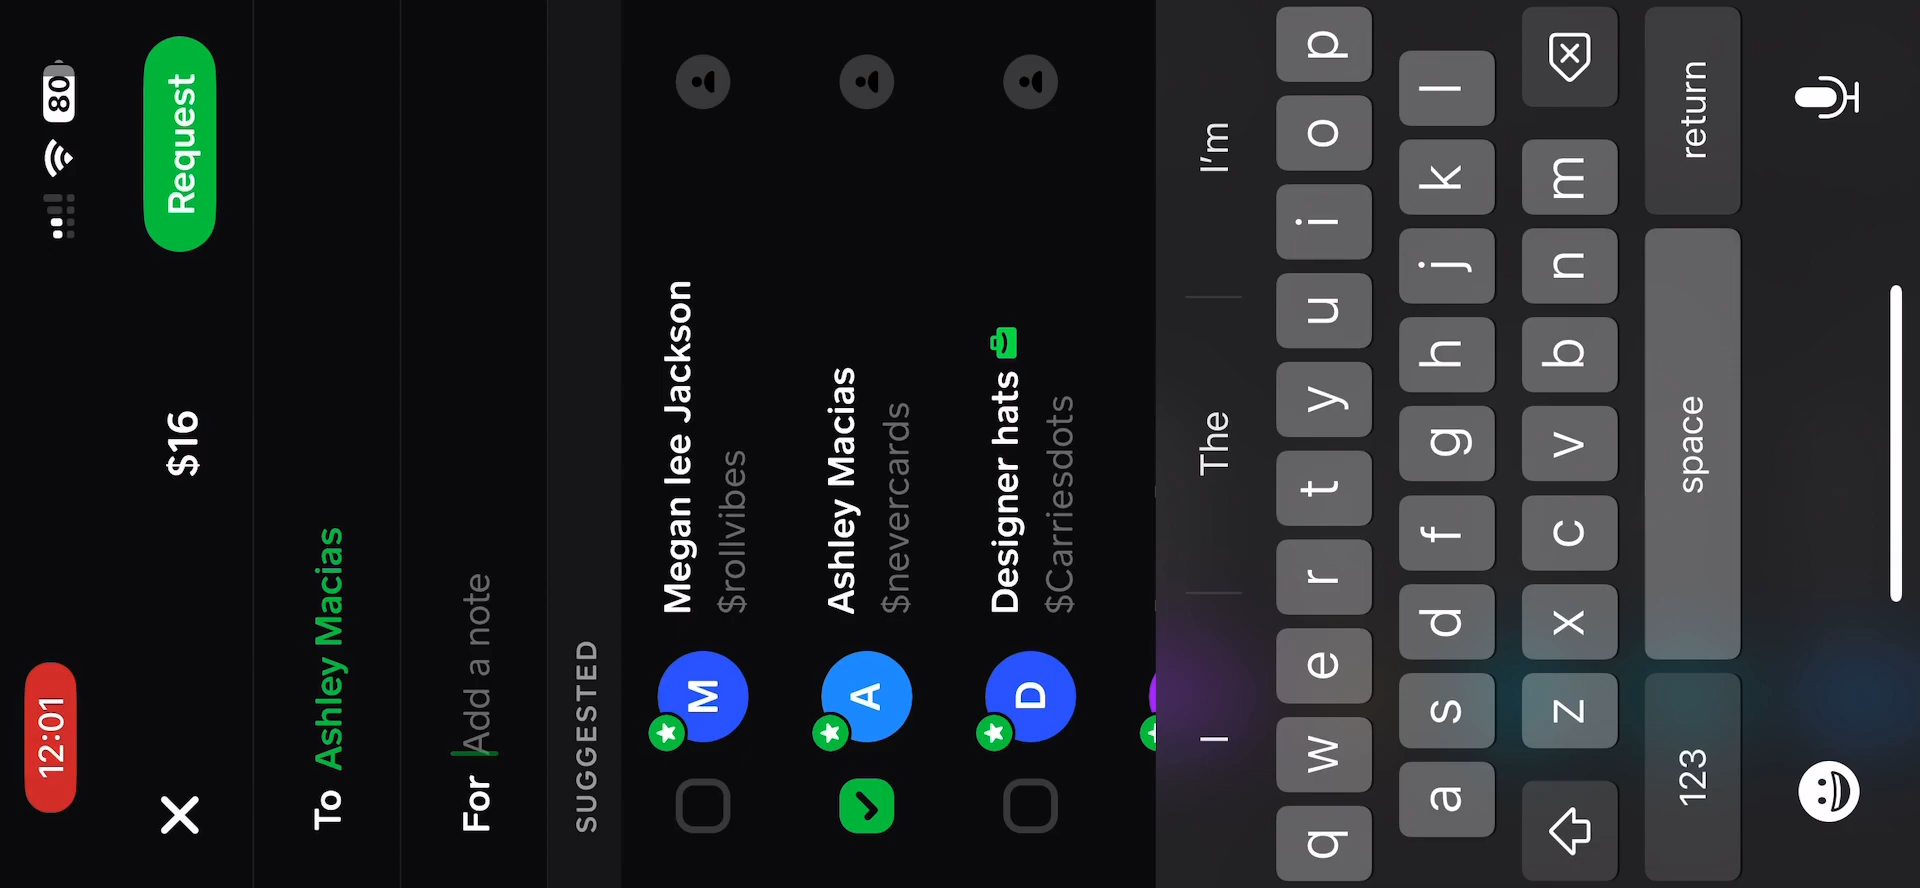 12:01
80
$16
Request
To Ashley Macias
For Add a note
SUGGESTED
M
Megan lee Jackson
$rollvibes
A
Ashley Macias
$nevercards
D
Designer hats
$Carriesdots
I The I'm
q w e r t y u i o p
a s d f g h j k l
z x c v b n m
123 space return